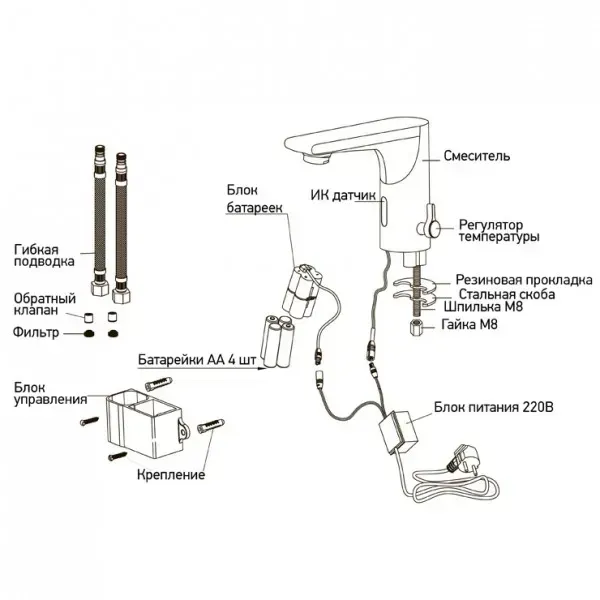 Смеситель
Блок
батареек
ИК датчик
Регулятор
температуры
Гибкая
подводка
Резиновая прокладка
Стальная скоба
Шпилька М8
Обратный
клапан
Фильтр
Гайка М8
Батарейки АА 4 шт
Блок
управления
Блок питания 220В
Крепление